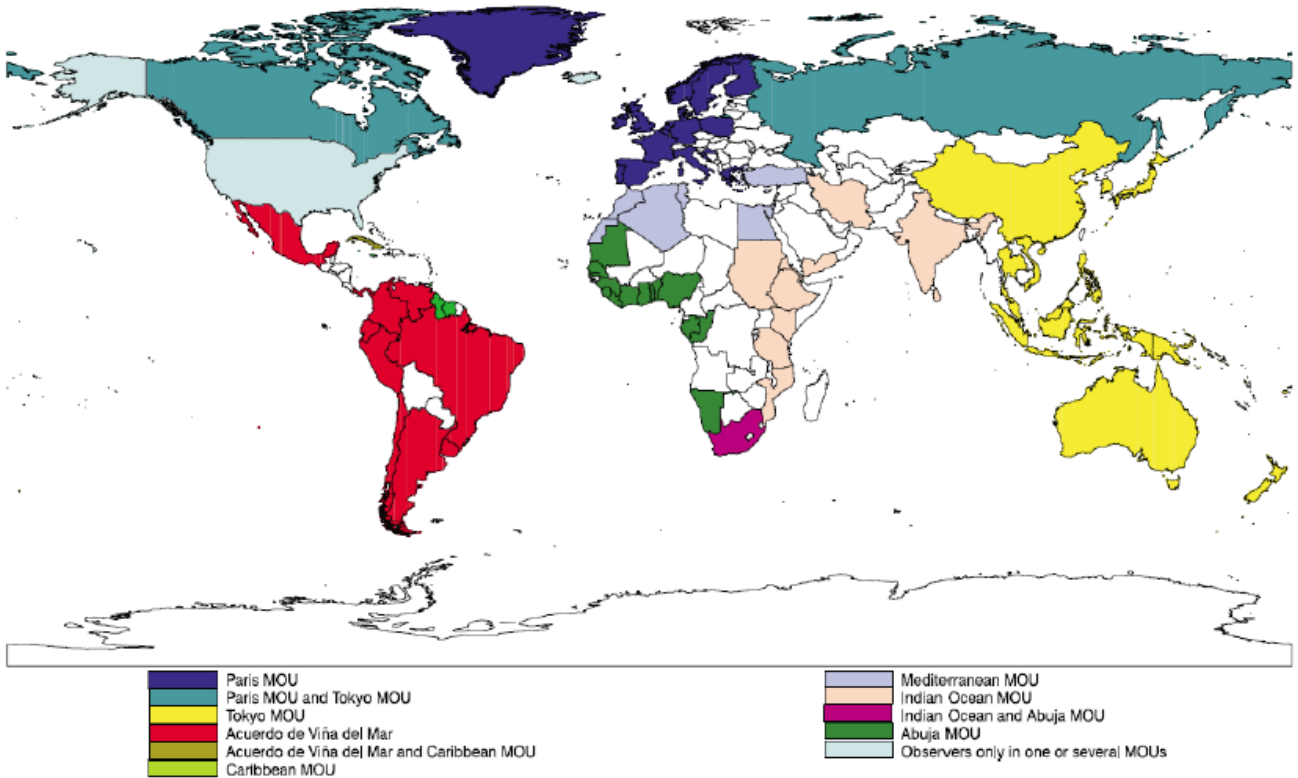 Paris MOU
Paris MOU and Tokyo MOU
Tokyo MOU
Acuerdo de Viña del Mar
Acuerdo de Viña del Mar and Caribbean MOU
Caribbean MOU
Mediterranean MOU
Indian Ocean MOU
Indian Ocean and Abuja MOU
Abuja MOU
Observers only in one or several MOUs